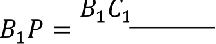 B₁P = B₁C₁